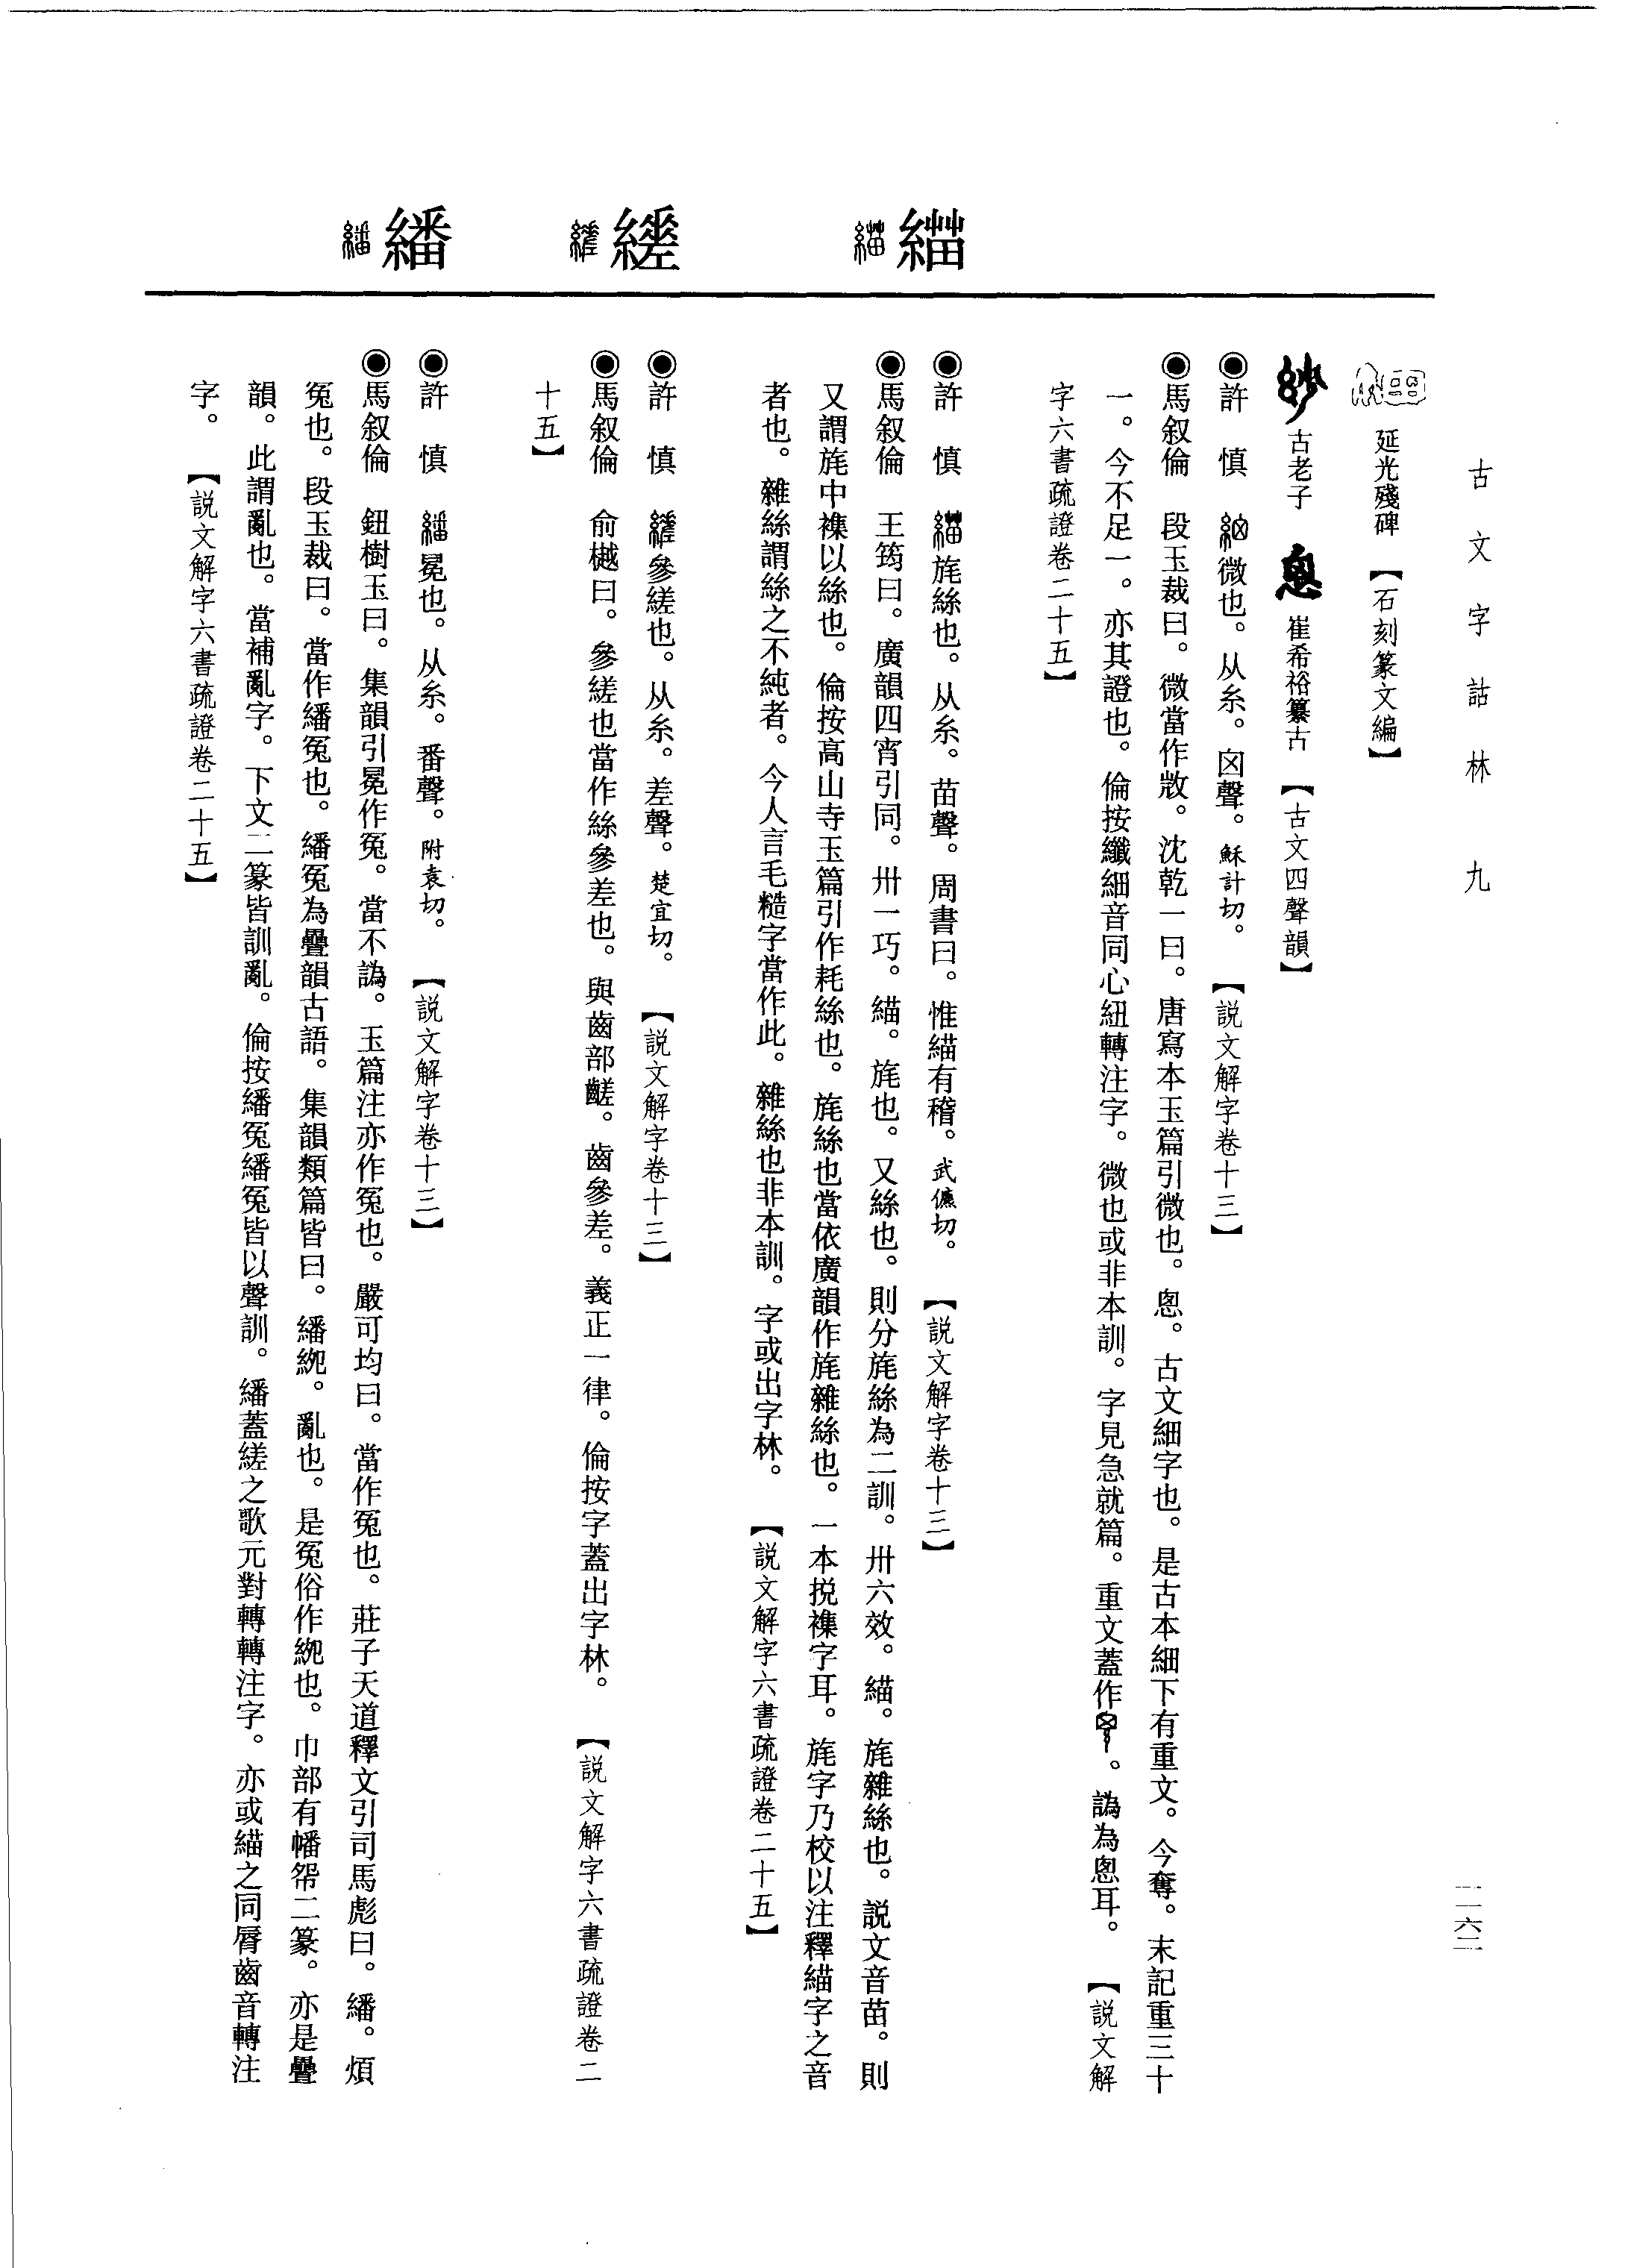 古文字詁林　九
一一六二
延光殘碑　【石刻篆文編】
古老子　崔希裕纂古　【古文四聲韻】
◉許　慎　微也。从糸。囟聲。穌計切。　【説文解字卷十三】
◉馬叙倫　段玉裁曰。微當作敚。沈乾一曰。唐寫本玉篇引微也。恖。古文細字也。是古本細下有重文。今奪。末記重三十
一。今不足一。亦其證也。倫按纖細音同心紐轉注字。微也或非本訓。字見急就篇。重文蓋作。譌為恖耳。　【説文解
字六書疏證卷二十五】
緢
◉許　慎　旄絲也。从糸。苗聲。周書曰。惟緢有稽。武儦切。　【説文解字卷十三】
◉馬叙倫　王筠曰。廣韻四宵引同。卅一巧。緢。旄也。又絲也。則分旄絲為二訓。卅六效。緢。旄雜絲也。説文音苗。則
又謂旄中襍以絲也。倫按高山寺玉篇引作耗絲也。旄絲也當依廣韻作旄雜絲也。一本挩襍字耳。旄字乃校以注釋緢字之音
者也。雜絲謂絲之不純者。今人言毛糙字當作此。雜絲也非本訓。字或出字林。　【説文解字六書疏證卷二十五】
縒
◉許　慎　參縒也。从糸。差聲。楚宜切。　【説文解字卷十三】
◉馬叙倫　俞樾曰。參縒也當作絲參差也。與齒部齹。齒參差。義正一律。倫按字蓋出字林。　【説文解字六書疏證卷二
十五】
繙
◉許　慎　冕也。从糸。番聲。附袁切。　【説文解字卷十三】
◉馬叙倫　鈕樹玉曰。集韻引冕作冤。當不譌。玉篇注亦作冤也。嚴可均曰。當作冤也。莊子天道釋文引司馬彪曰。繙。煩
冤也。段玉裁曰。當作繙冤也。繙冤為疊韻古語。集韻類篇皆曰。繙䋃。亂也。是冤俗作䋃也。巾部有幡帤二篆。亦是疊
韻。此謂亂也。當補亂字。下文二篆皆訓亂。倫按繙冤繙冤皆以聲訓。繙蓋縒之歌元對轉轉注字。亦或緢之同脣齒音轉注
字。　【説文解字六書疏證卷二十五】